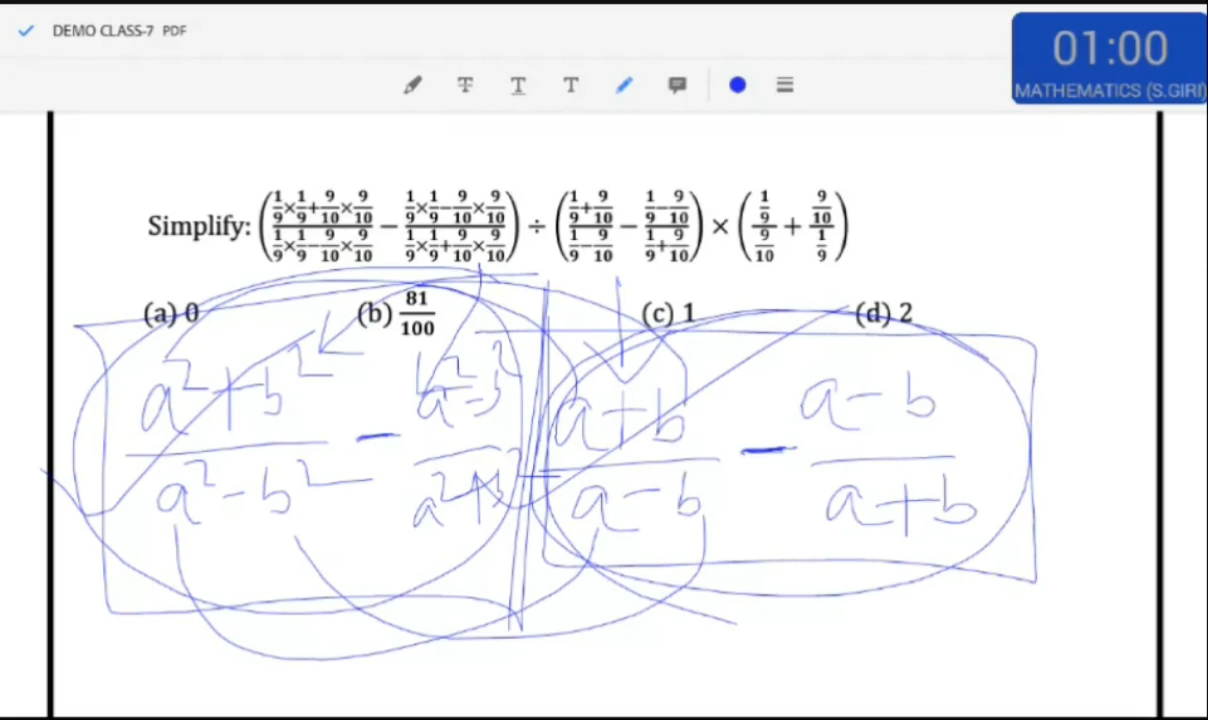 DEMO CLASS-7 PDF
01:00
MATHEMATICS (S.GIRI)
T T T
Simplify: ((1/9×1/9+9/10×9/10)/(1/9×1/9−9/10×9/10) − (1/9×1/9−9/10×9/10)/(1/9×1/9+9/10×9/10)) ÷ ((1/9+9/10)/(1/9−9/10) − (1/9−9/10)/(1/9+9/10)) × ((1/9)/(9/10) + (9/10)/(1/9))
(a) 0 (b) 81/100 (c) 1 (d) 2
a²+b² a²-b² a+b a-b
− −
a²-b² a²+b² a-b a+b